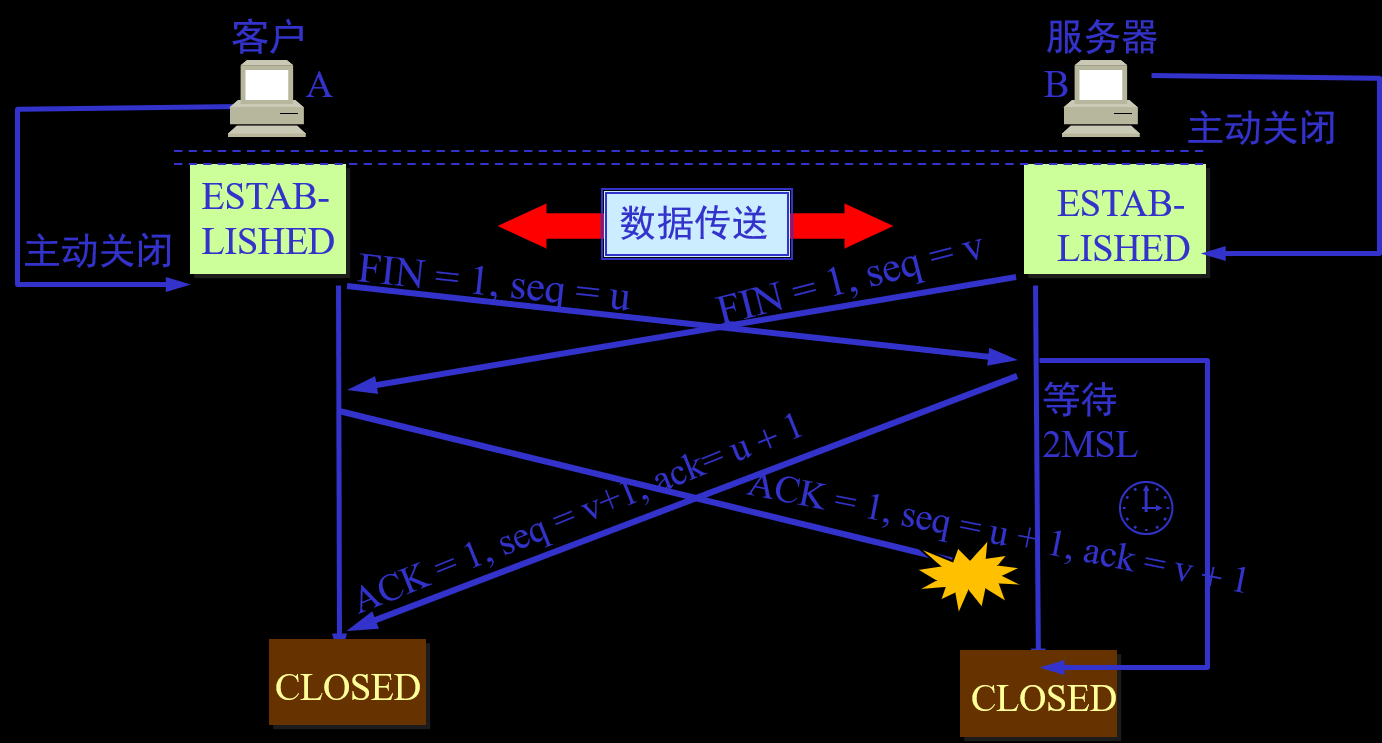 客户
A
服务器
B
主动关闭
ESTAB-
LISHED
数据传送
ESTAB-
LISHED
主动关闭
FIN = 1, seq = u
FIN = 1, seq = v
等待
2MSL
ACK = 1, seq = v+1, ack= u + 1
ACK = 1, seq = u + 1, ack = v + 1
CLOSED
CLOSED